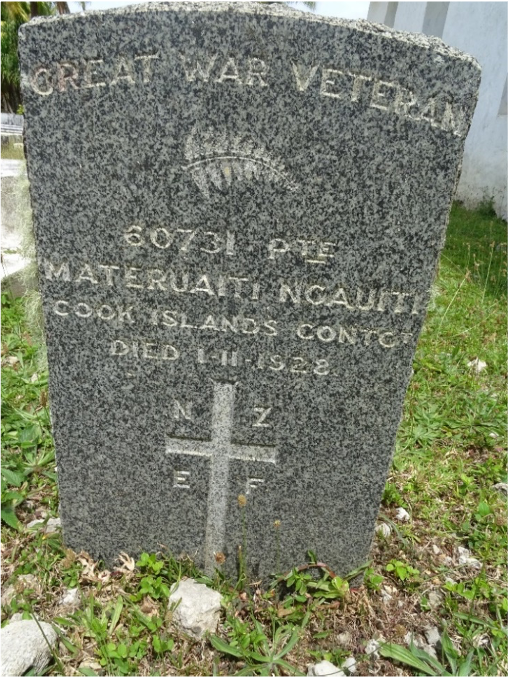 GREAT WAR VETERAN
60731 PTE
MATERUAITI NGAUITI
COOK ISLANDS CONTGT
DIED 1-11-1928
N Z
E F